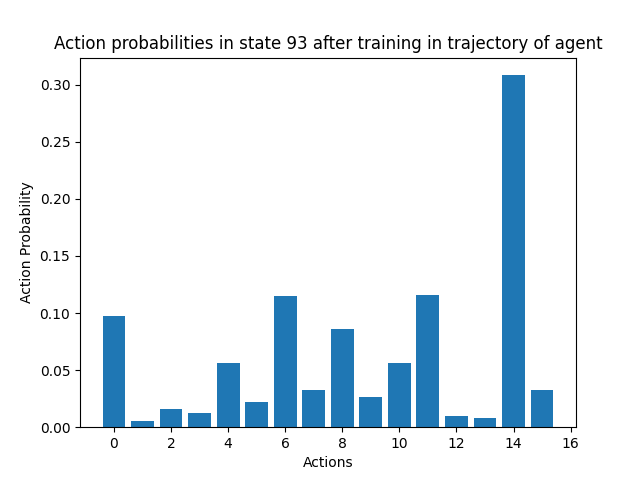 Action probabilities in state 93 after training in trajectory of agent
0.30
0.25
0.20
0.15
0.10
0.05
0.00
Action Probability
0 2 4 6 8 10 12 14 16
Actions